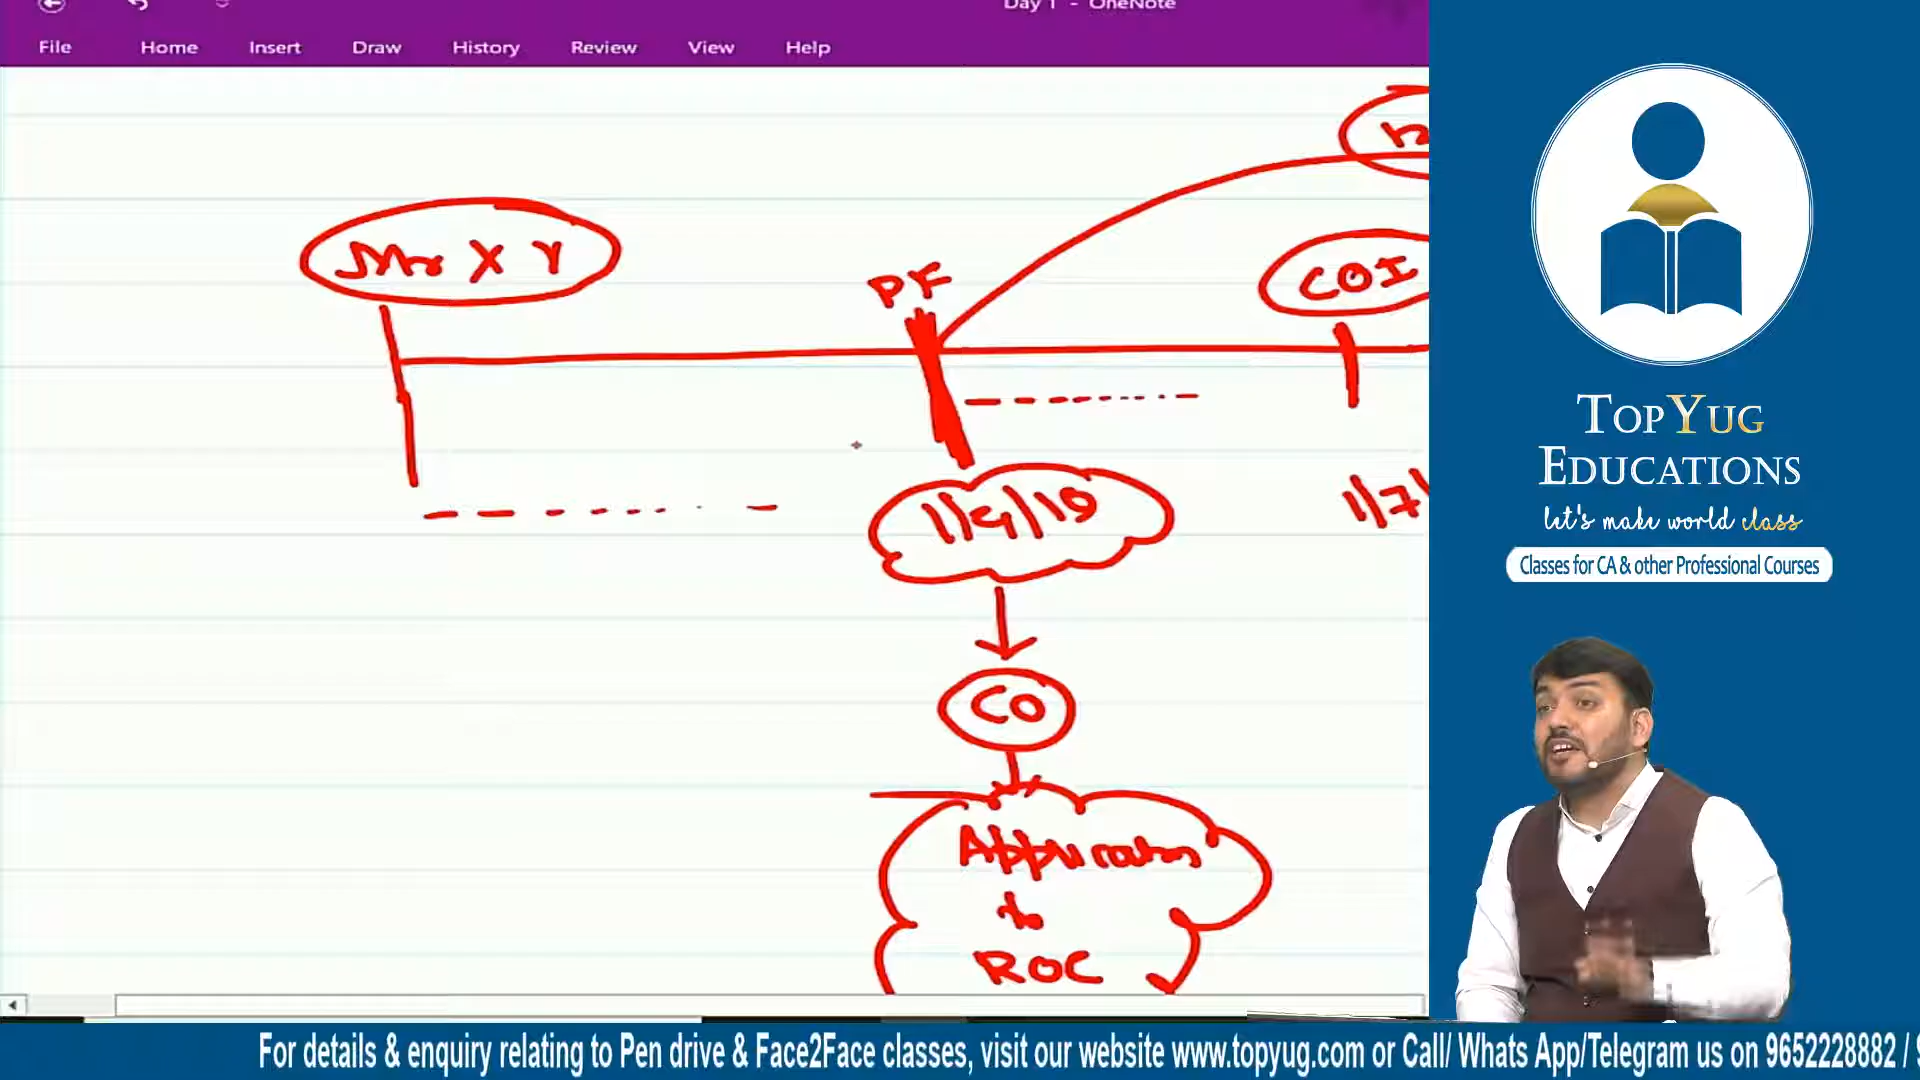 Day 1 - OneNote
File Home Insert Draw History Review View Help
Mr X Y
PF
COI
1/4/19
1/7/
CO
Application
to
ROC
TOPYUG
EDUCATIONS
let's make world class
Classes for CA & other Professional Courses
For details & enquiry relating to Pen drive & Face2Face classes, visit our website www.topyug.com or Call/ Whats App/Telegram us on 9652228882 /